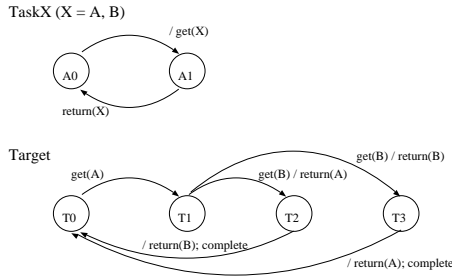 TaskX (X = A, B)
/ get(X)
A0
A1
return(X)
Target
get(A)
get(B) / return(A)
get(B) / return(B)
T0
T1
T2
T3
/ return(B); complete
/ return(A); complete